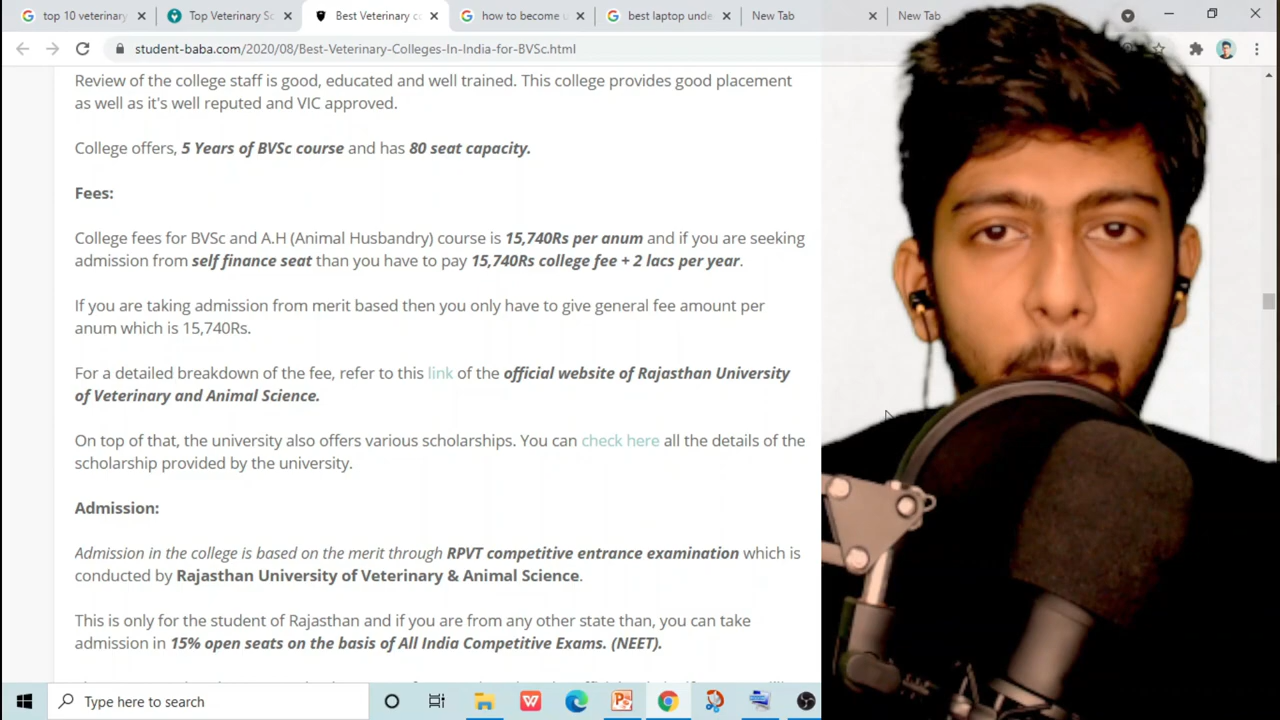 top 10 veterinary
Top Veterinary Sc
Best Veterinary c
how to become u
best laptop unde
New Tab
New Tab
student-baba.com/2020/08/Best-Veterinary-Colleges-In-India-for-BVSc.html
Review of the college staff is good, educated and well trained. This college provides good placement
as well as it's well reputed and VIC approved.
College offers, 5 Years of BVSc course and has 80 seat capacity.
Fees:
College fees for BVSc and A.H (Animal Husbandry) course is 15,740Rs per anum and if you are seeking
admission from self finance seat than you have to pay 15,740Rs college fee + 2 lacs per year.
If you are taking admission from merit based then you only have to give general fee amount per
anum which is 15,740Rs.
For a detailed breakdown of the fee, refer to this link of the official website of Rajasthan University
of Veterinary and Animal Science.
On top of that, the university also offers various scholarships. You can check here all the details of the
scholarship provided by the university.
Admission:
Admission in the college is based on the merit through RPVT competitive entrance examination which is
conducted by Rajasthan University of Veterinary & Animal Science.
This is only for the student of Rajasthan and if you are from any other state than, you can take
admission in 15% open seats on the basis of All India Competitive Exams. (NEET).
Type here to search